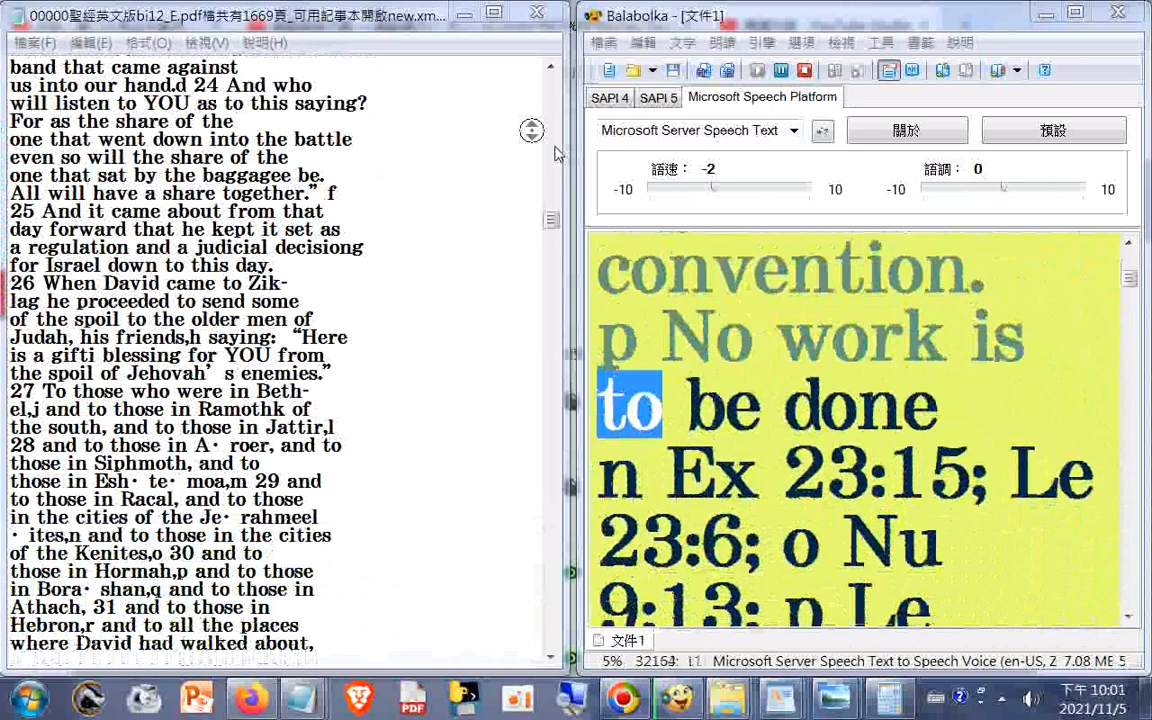 00000聖經英文版bi12_E.pdf檔共有1669頁_可用記事本開啟new.xm...
檔案(F) 編輯(E) 格式(O) 檢視(V) 說明(H)
band that came against
us into our hand.d 24 And who
will listen to YOU as to this saying?
For as the share of the
one that went down into the battle
even so will the share of the
one that sat by the baggagee be.
All will have a share together.” f
25 And it came about from that
day forward that he kept it set as
a regulation and a judicial decisiong
for Israel down to this day.
26 When David came to Zik-
lag he proceeded to send some
of the spoil to the older men of
Judah, his friends,h saying: “Here
is a gifti blessing for YOU from
the spoil of Jehovah’s enemies.”
27 To those who were in Beth-
el,j and to those in Ramothk of
the south, and to those in Jattir,l
28 and to those in A· roer, and to
those in Siphmoth, and to
those in Esh· te· moa,m 29 and
to those in Racal, and to those
in the cities of the Je· rahmeel
· ites,n and to those in the cities
of the Kenites,o 30 and to
those in Hormah,p and to those
in Bora· shan,q and to those in
Athach, 31 and to those in
Hebron,r and to all the places
where David had walked about,
Balabolka - [文件1]
檔案 編輯 文字 朗讀 引擎 選項 檢視 工具 書籤 說明
SAPI 4 SAPI 5 Microsoft Speech Platform
Microsoft Server Speech Text 關於 預設
語速: -2 語調: 0
-10 10 -10 10
convention.
p No work is
to be done
n Ex 23:15; Le
23:6; o Nu
9:13; p Le
文件1
5% 32164: L1 Microsoft Server Speech Text to Speech Voice (en-US, Z 7.08 ME 5
下午 10:01
2021/11/5